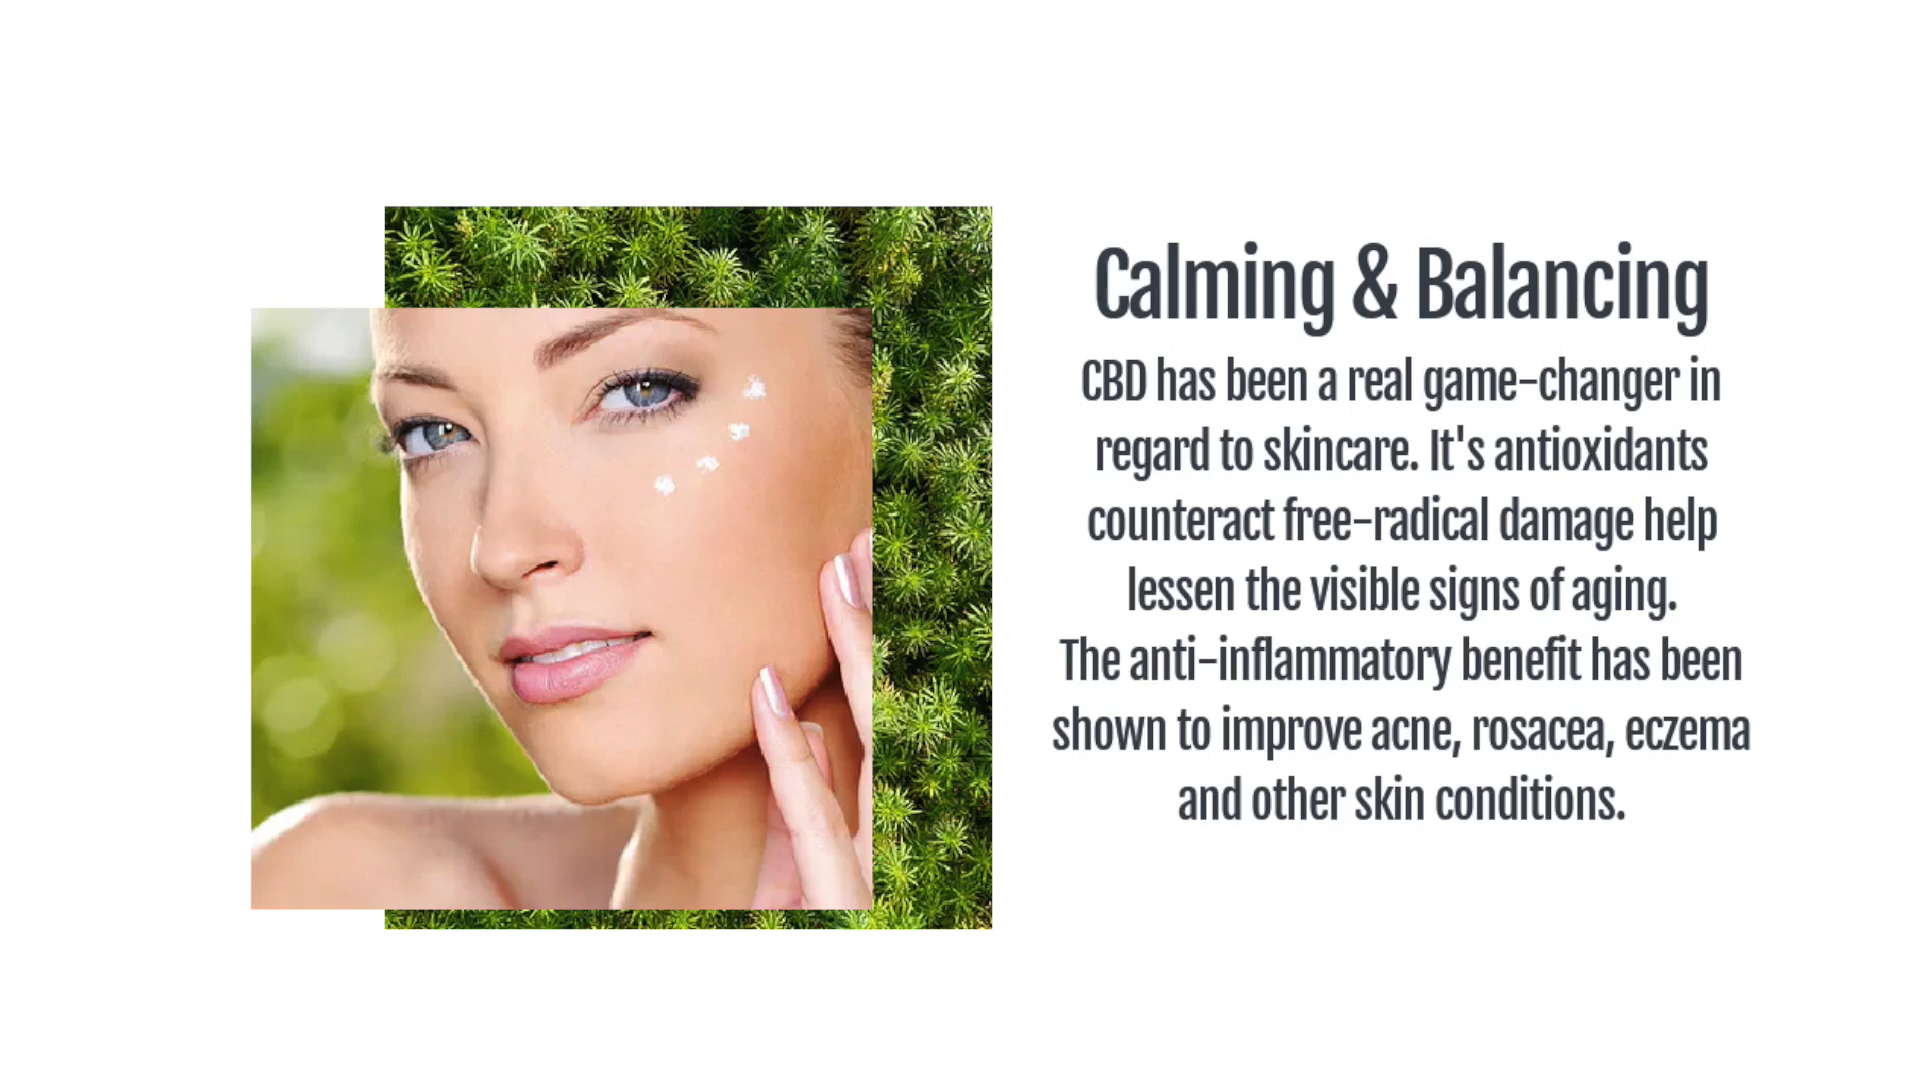 Calming & Balancing
CBD has been a real game-changer in
regard to skincare. It's antioxidants
counteract free-radical damage help
lessen the visible signs of aging.
The anti-inflammatory benefit has been
shown to improve acne, rosacea, eczema
and other skin conditions.